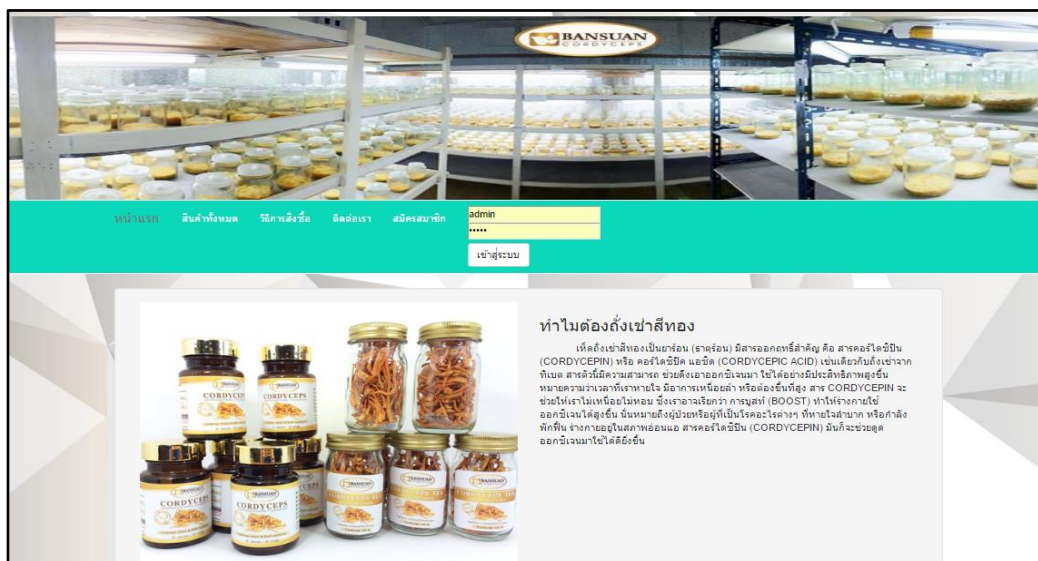 BANSUAN
CORDYCEPS
หน้าแรก สินค้าทั้งหมด วิธีการสั่งซื้อ ติดต่อเรา สมัครสมาชิก
admin
•••••
เข้าสู่ระบบ
ทำไมต้องถั่งเช่าสีทอง
เห็ดถั่งเช่าสีทองเป็นยาร้อน (ธาตุร้อน) มีสารออกฤทธิ์สำคัญ คือ สารคอร์ไดซิปิน
(CORDYCEPIN) หรือ คอร์ไดซิปิค แอซิด (CORDYCEPIC ACID) เช่นเดียวกับถั่งเช่าจาก
ทิเบต สารตัวนี้มีความสามารถ ช่วยดึงเอาออกซิเจนมา ใช้ได้อย่างมีประสิทธิภาพสูงขึ้น
หมายความว่าเวลาที่เราหายใจ มีอาการเหนื่อยล้า หรือต้องขึ้นที่สูง สาร CORDYCEPIN จะ
ช่วยให้เราไม่เหนื่อยไม่หอบ ซึ่งเราอาจเรียกว่า การบูสท์ (BOOST) ทำให้ร่างกายใช้
ออกซิเจนได้สูงขึ้น นั่นหมายถึงผู้ป่วยหรือผู้ที่เป็นโรคอะไรต่างๆ ที่หายใจลำบาก หรือกำลัง
พักฟื้น ร่างกายอยู่ในสภาพอ่อนแอ สารคอร์ไดซิปิน (CORDYCEPIN) มันก็จะช่วยดูด
ออกซิเจนมาใช้ได้ดียิ่งขึ้น
CORDYCEPS
CORDYCEPS
BANSUAN
CORDYCEPS
BANSUAN
CORDYCEPS
BANSUAN
CORDYCEPS TEA
BANSUAN
CORDYCEPS TEA
BANSUAN
CORDYCEPS TEA